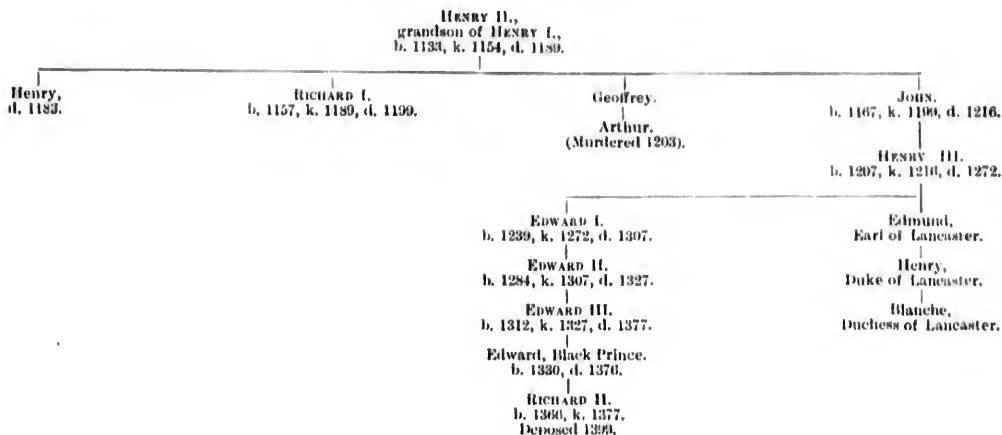 HENRY II.,
grandson of HENRY I.,
b. 1133, k. 1154, d. 1189.
Henry,
d. 1183.
RICHARD I.
b. 1157, k. 1189, d. 1199.
Geoffrey.
Arthur.
(Murdered 1203).
JOHN.
b. 1167, k. 1199, d. 1216.
HENRY III.
b. 1207, k. 1216, d. 1272.
EDWARD I.
b. 1239, k. 1272, d. 1307.
EDWARD II.
b. 1284, k. 1307, d. 1327.
EDWARD III.
b. 1312, k. 1327, d. 1377.
Edward, Black Prince.
b. 1330, d. 1376.
RICHARD II.
b. 1366, k. 1377.
Deposed 1399.
Edmund,
Earl of Lancaster.
Henry,
Duke of Lancaster.
Blanche,
Duchess of Lancaster.